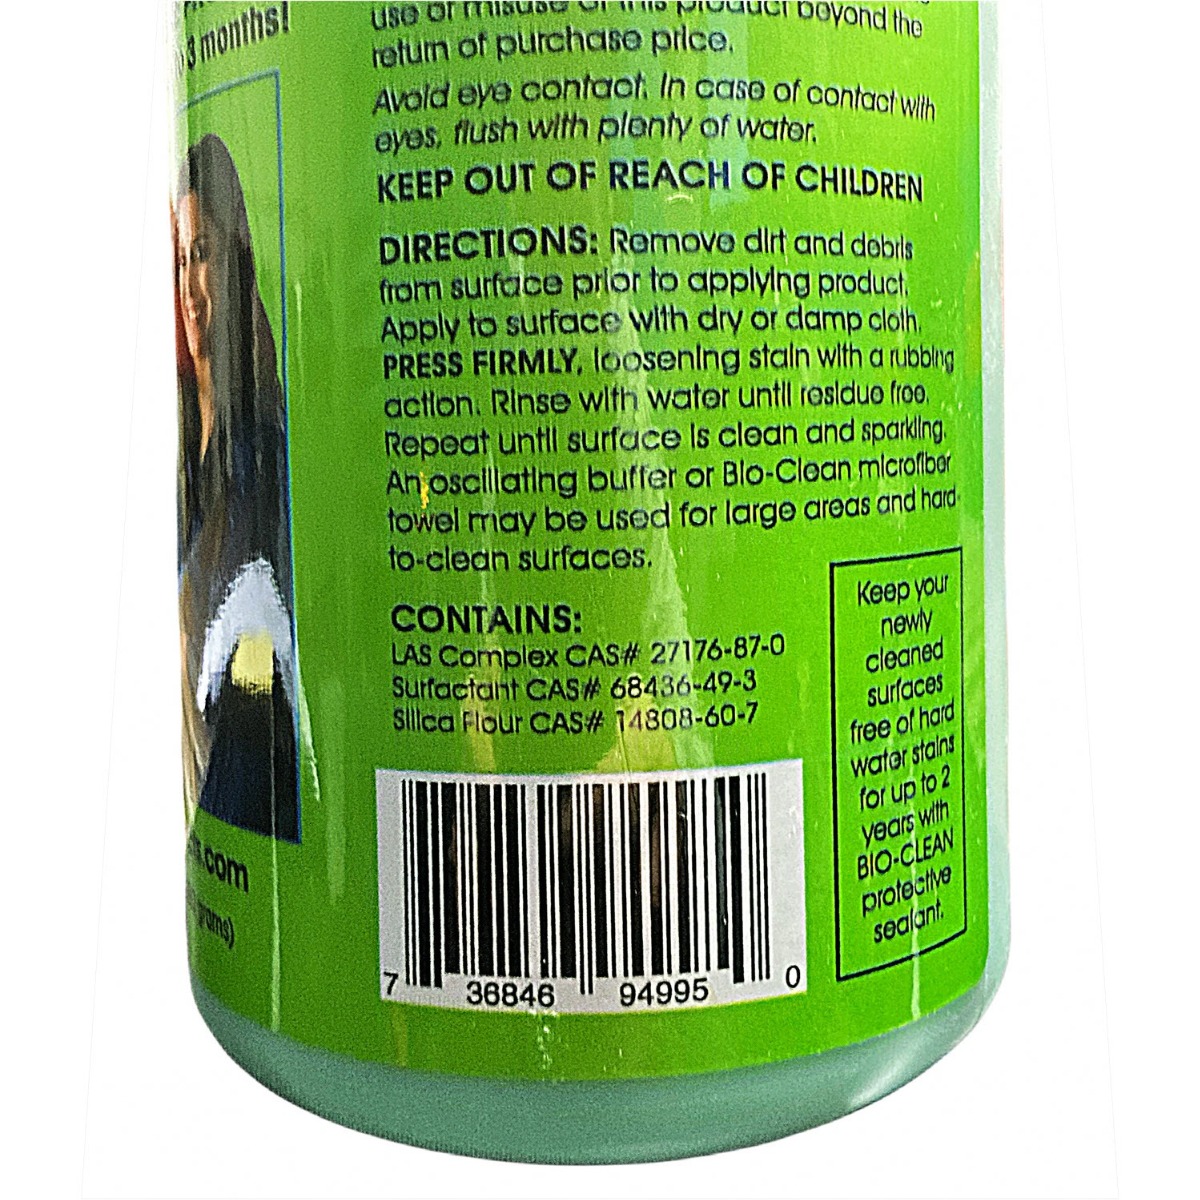 3 months!
use or misuse of this product beyond the
return of purchase price.
Avoid eye contact. In case of contact with
eyes, flush with plenty of water.
KEEP OUT OF REACH OF CHILDREN
DIRECTIONS: Remove dirt and debris
from surface prior to applying product.
Apply to surface with dry or damp cloth.
PRESS FIRMLY, loosening stain with a rubbing
action. Rinse with water until residue free.
Repeat until surface is clean and sparkling.
An oscillating buffer or Bio-Clean microfiber
towel may be used for large areas and hard-
to-clean surfaces.
CONTAINS:
LAS Complex CAS# 27176-87-0
Surfactant CAS# 68436-49-3
Silica Flour CAS# 14808-60-7
Keep your
newly
cleaned
surfaces
free of hard
water stains
for up to 2
years with
BIO-CLEAN
protective
sealant.
.com
grams)
7 36846 94995 0